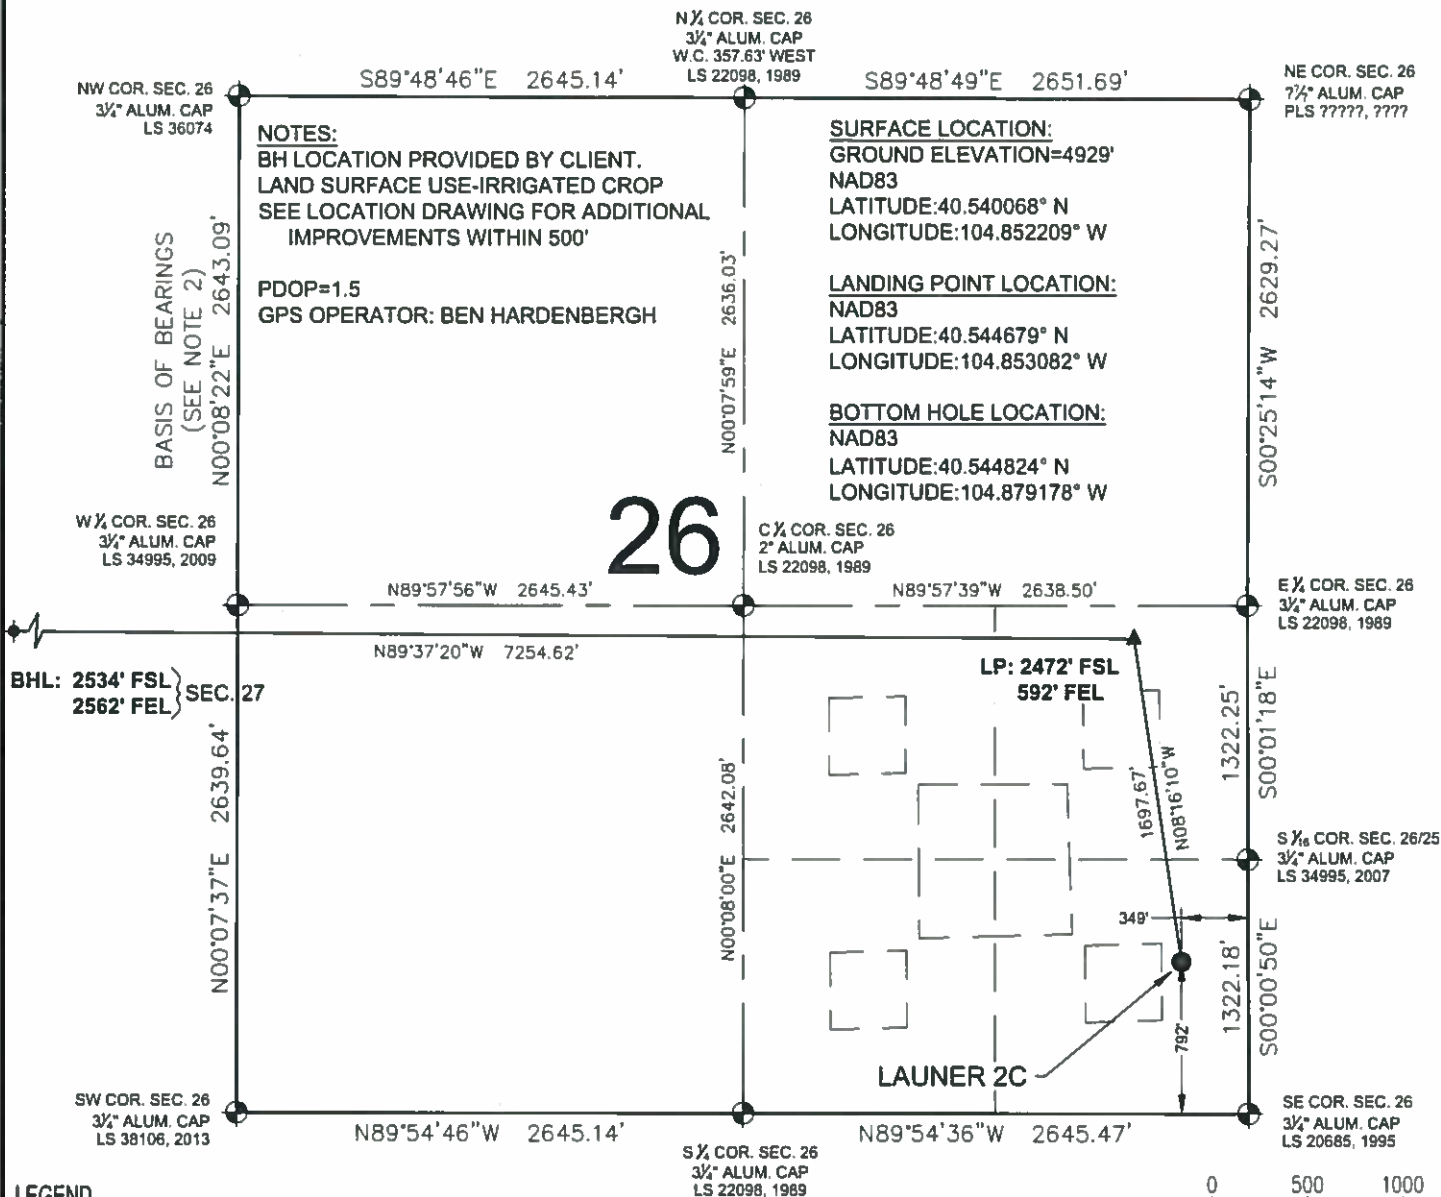 N ¼ COR. SEC. 26
3¼" ALUM. CAP
W.C. 357.63' WEST
LS 22098, 1989
NW COR. SEC. 26
3¼" ALUM. CAP
LS 36074
S89°48'46"E 2645.14'
S89°48'49"E 2651.69'
NE COR. SEC. 26
?⅟?" ALUM. CAP
PLS ?????, ????
NOTES:
BH LOCATION PROVIDED BY CLIENT.
LAND SURFACE USE-IRRIGATED CROP
SEE LOCATION DRAWING FOR ADDITIONAL
IMPROVEMENTS WITHIN 500'
PDOP=1.5
GPS OPERATOR: BEN HARDENBERGH
SURFACE LOCATION:
GROUND ELEVATION=4929'
NAD83
LATITUDE:40.540068° N
LONGITUDE:104.852209° W
LANDING POINT LOCATION:
NAD83
LATITUDE:40.544679° N
LONGITUDE:104.853082° W
BOTTOM HOLE LOCATION:
NAD83
LATITUDE:40.544824° N
LONGITUDE:104.879178° W
BASIS OF BEARINGS
(SEE NOTE 2)
N00°08'22"E 2643.09'
N00°07'59"E 2636.03'
S00°25'14"W 2629.27'
W ¼ COR. SEC. 26
3¼" ALUM. CAP
LS 34995, 2009
26
C ¼ COR. SEC. 26
2" ALUM. CAP
LS 22098, 1989
N89°57'56"W 2645.43'
N89°57'39"W 2638.50'
E ¼ COR. SEC. 26
3¼" ALUM. CAP
LS 22098, 1989
N89°37'20"W 7254.62'
BHL: 2534' FSL
2562' FEL
SEC. 27
LP: 2472' FSL
592' FEL
1697.67'
N08°16'10"W
1322.25'
S00°01'18"E
N00°07'37"E 2639.64'
N00°08'00"E 2642.08'
S ⅟16 COR. SEC. 26/25
3¼" ALUM. CAP
LS 34995, 2007
349'
1322.18'
S00°00'50"E
792'
LAUNER 2C
SW COR. SEC. 26
3¼" ALUM. CAP
LS 38106, 2013
N89°54'46"W 2645.14'
N89°54'36"W 2645.47'
SE COR. SEC. 26
3¼" ALUM. CAP
LS 20685, 1995
S ¼ COR. SEC. 26
3¼" ALUM. CAP
LS 22098, 1989
LEGEND
0 500 1000